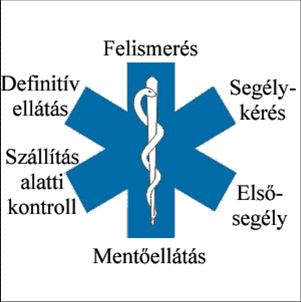 Felismerés
Segély-
kérés
Első-
segély
Mentőellátás
Szállítás
alatti
kontroll
Definitív
ellátás